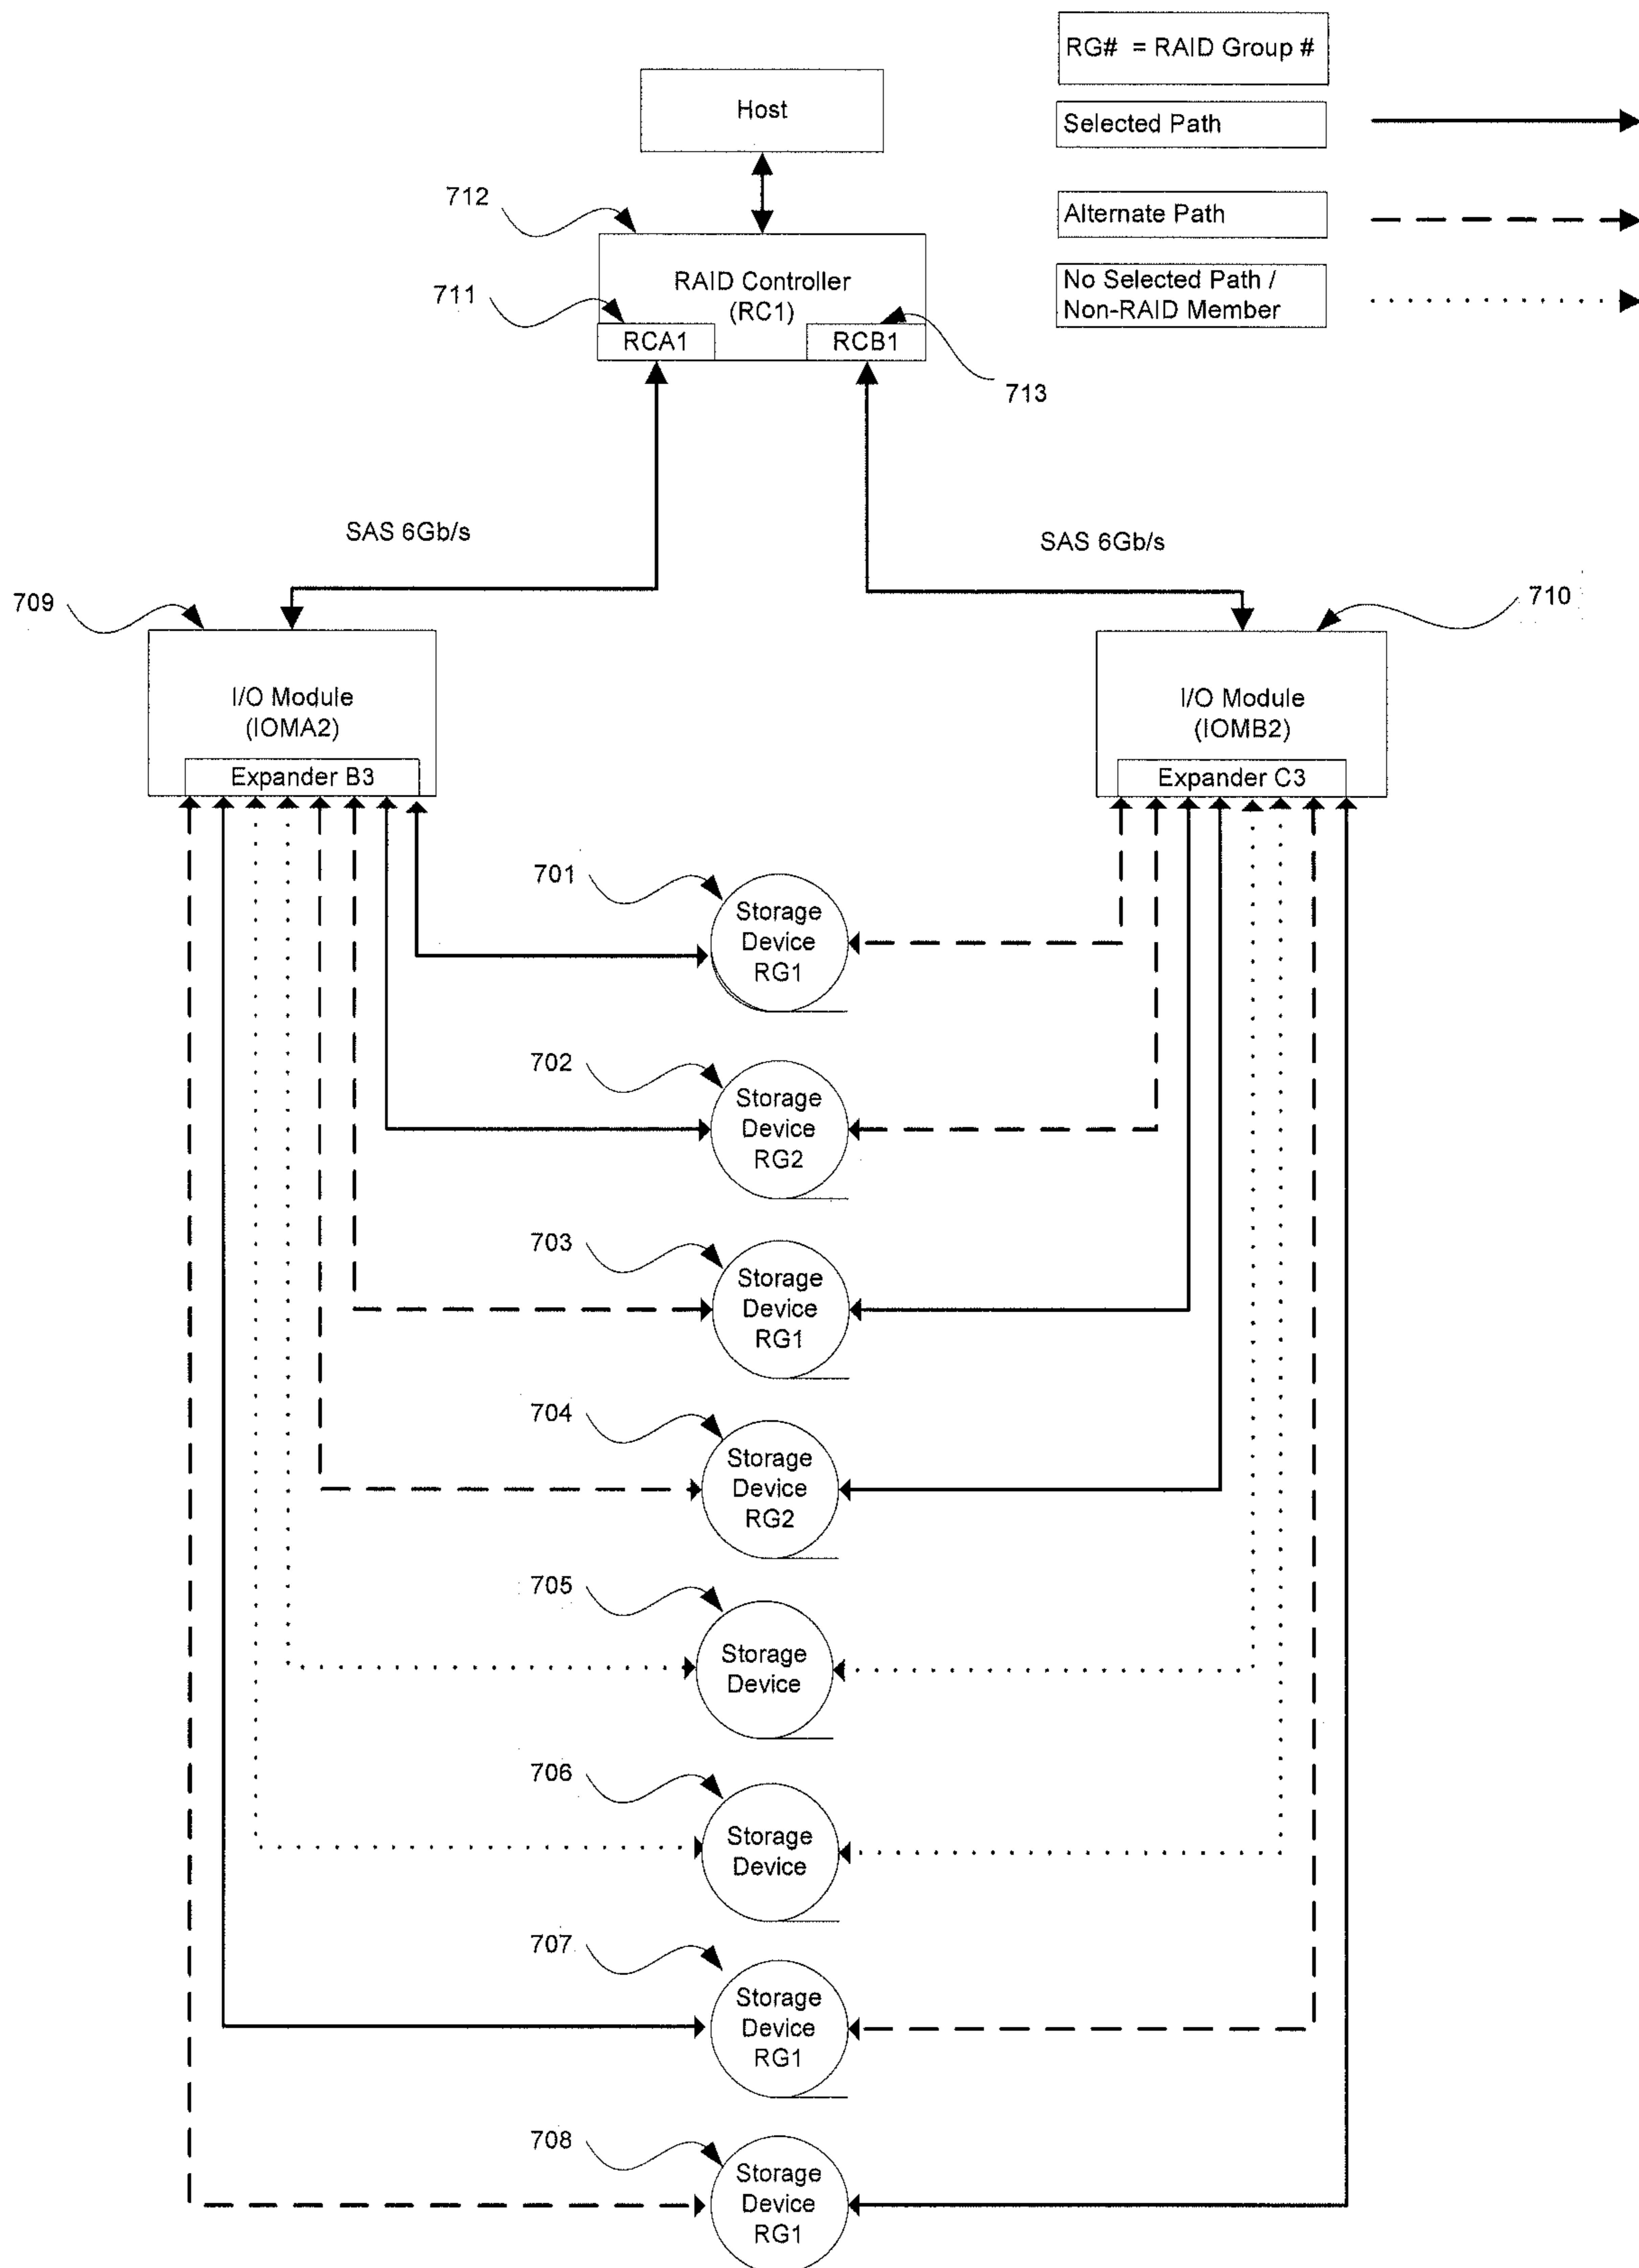 RG# = RAID Group #
Host
Selected Path
712
Alternate Path
RAID Controller
(RC1)
711
No Selected Path /
Non-RAID Member
RCA1
RCB1
713
SAS 6Gb/s
SAS 6Gb/s
709
710
I/O Module
(IOMA2)
I/O Module
(IOMB2)
Expander B3
Expander C3
701
Storage
Device
RG1
702
Storage
Device
RG2
703
Storage
Device
RG1
704
Storage
Device
RG2
705
Storage
Device
706
Storage
Device
707
Storage
Device
RG1
708
Storage
Device
RG1